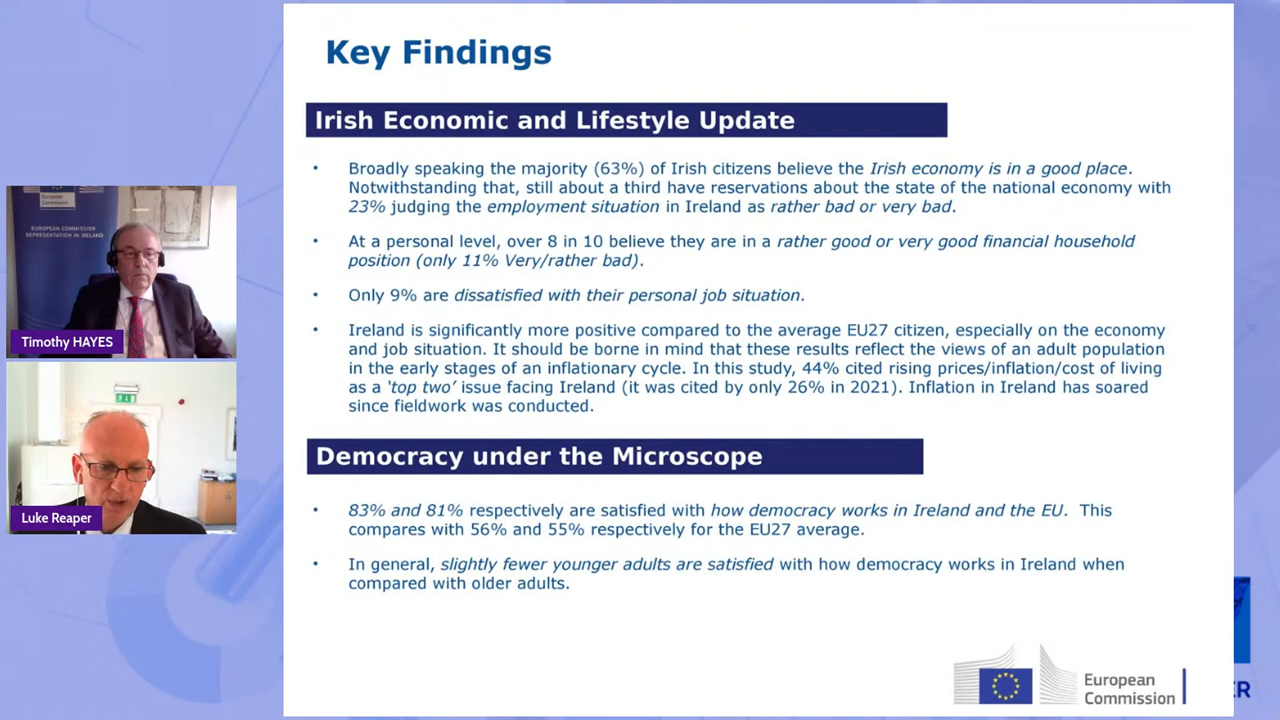 Key Findings
Irish Economic and Lifestyle Update
• Broadly speaking the majority (63%) of Irish citizens believe the Irish economy is in a good place.
Notwithstanding that, still about a third have reservations about the state of the national economy with
23% judging the employment situation in Ireland as rather bad or very bad.
• At a personal level, over 8 in 10 believe they are in a rather good or very good financial household
position (only 11% Very/rather bad).
• Only 9% are dissatisfied with their personal job situation.
• Ireland is significantly more positive compared to the average EU27 citizen, especially on the economy
and job situation. It should be borne in mind that these results reflect the views of an adult population
in the early stages of an inflationary cycle. In this study, 44% cited rising prices/inflation/cost of living
as a ‘top two’ issue facing Ireland (it was cited by only 26% in 2021). Inflation in Ireland has soared
since fieldwork was conducted.
Democracy under the Microscope
• 83% and 81% respectively are satisfied with how democracy works in Ireland and the EU. This
compares with 56% and 55% respectively for the EU27 average.
• In general, slightly fewer younger adults are satisfied with how democracy works in Ireland when
compared with older adults.
European
Commission
ER
European
Commission
EUROPEAN COMMISSION
REPRESENTATION IN IRELAND
Timothy HAYES
Luke Reaper